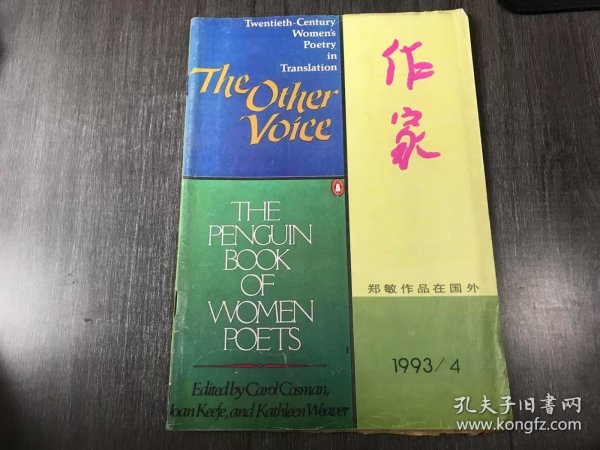 Twentieth-Century
Women's
Poetry
in
Translation
The Other
Voice
THE
PENGUIN
BOOK
OF
WOMEN
POETS
Edited by Carol Cosman,
Joan Keefe, and Kathleen Weaver
作
家
郑敏作品在国外
1993/4
孔夫子旧书网
www.kongfz.com